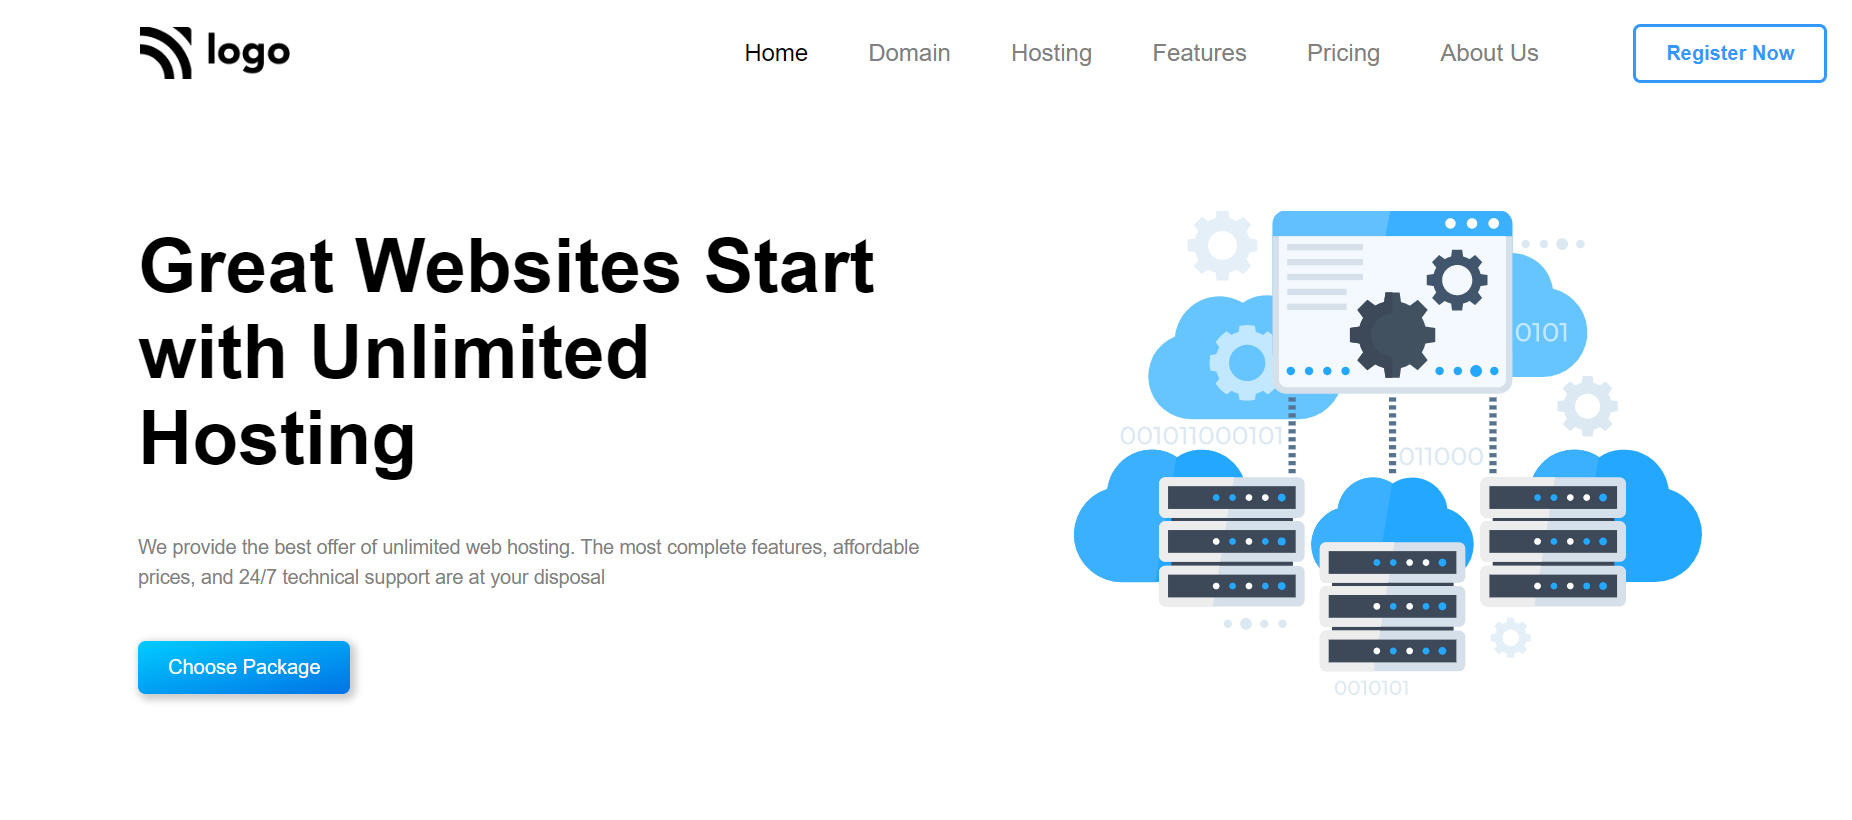 logo
Home Domain Hosting Features Pricing About Us Register Now
Great Websites Start
with Unlimited
Hosting
We provide the best offer of unlimited web hosting. The most complete features, affordable
prices, and 24/7 technical support are at your disposal
Choose Package
0101
001011000101
011000
0010101